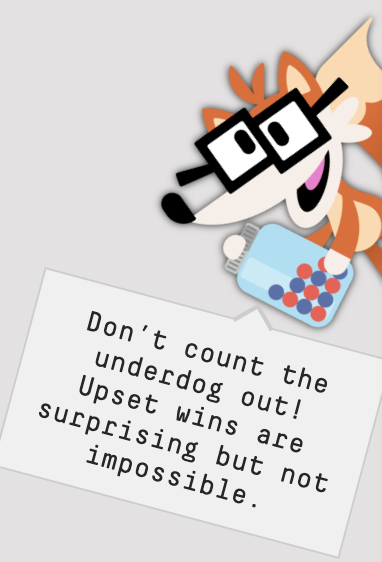 Don't count the
underdog out!
Upset wins are
surprising but not
impossible.